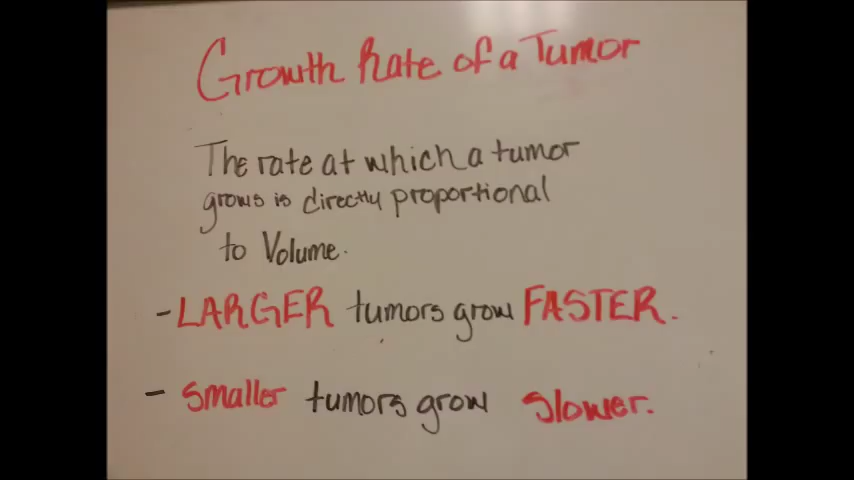 Growth Rate of a Tumor
The rate at which a tumor
grows is directly proportional
to Volume.
- LARGER tumors grow FASTER.
- Smaller tumors grow slower.